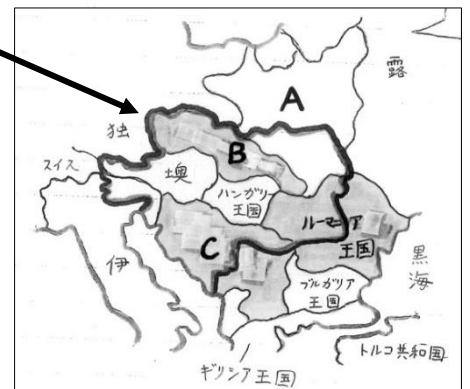 露
A
独
B
スイス
墺
ハンガリー
王国
ルーマニア
王国
C
伊
黒海
ブルガリア
王国
トルコ共和国
ギリシア王国